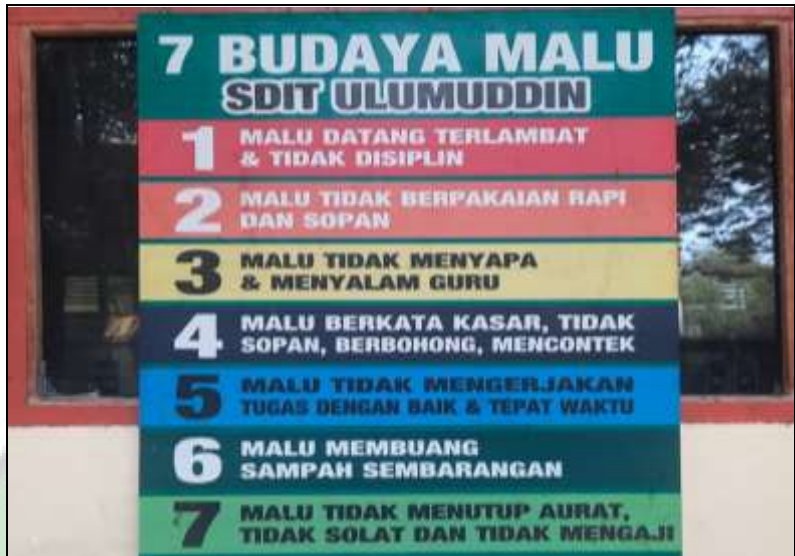 7 BUDAYA MALU
SDIT ULUMUDDIN
1 MALU DATANG TERLAMBAT
& TIDAK DISIPLIN
2 MALU TIDAK BERPAKAIAN RAPI
DAN SOPAN
3 MALU TIDAK MENYAPA
& MENYALAM GURU
4 MALU BERKATA KASAR, TIDAK
SOPAN, BERBOHONG, MENCONTEK
5 MALU TIDAK MENGERJAKAN
TUGAS DENGAN BAIK & TEPAT WAKTU
6 MALU MEMBUANG
SAMPAH SEMBARANGAN
7 MALU TIDAK MENUTUP AURAT,
TIDAK SOLAT DAN TIDAK MENGAJI